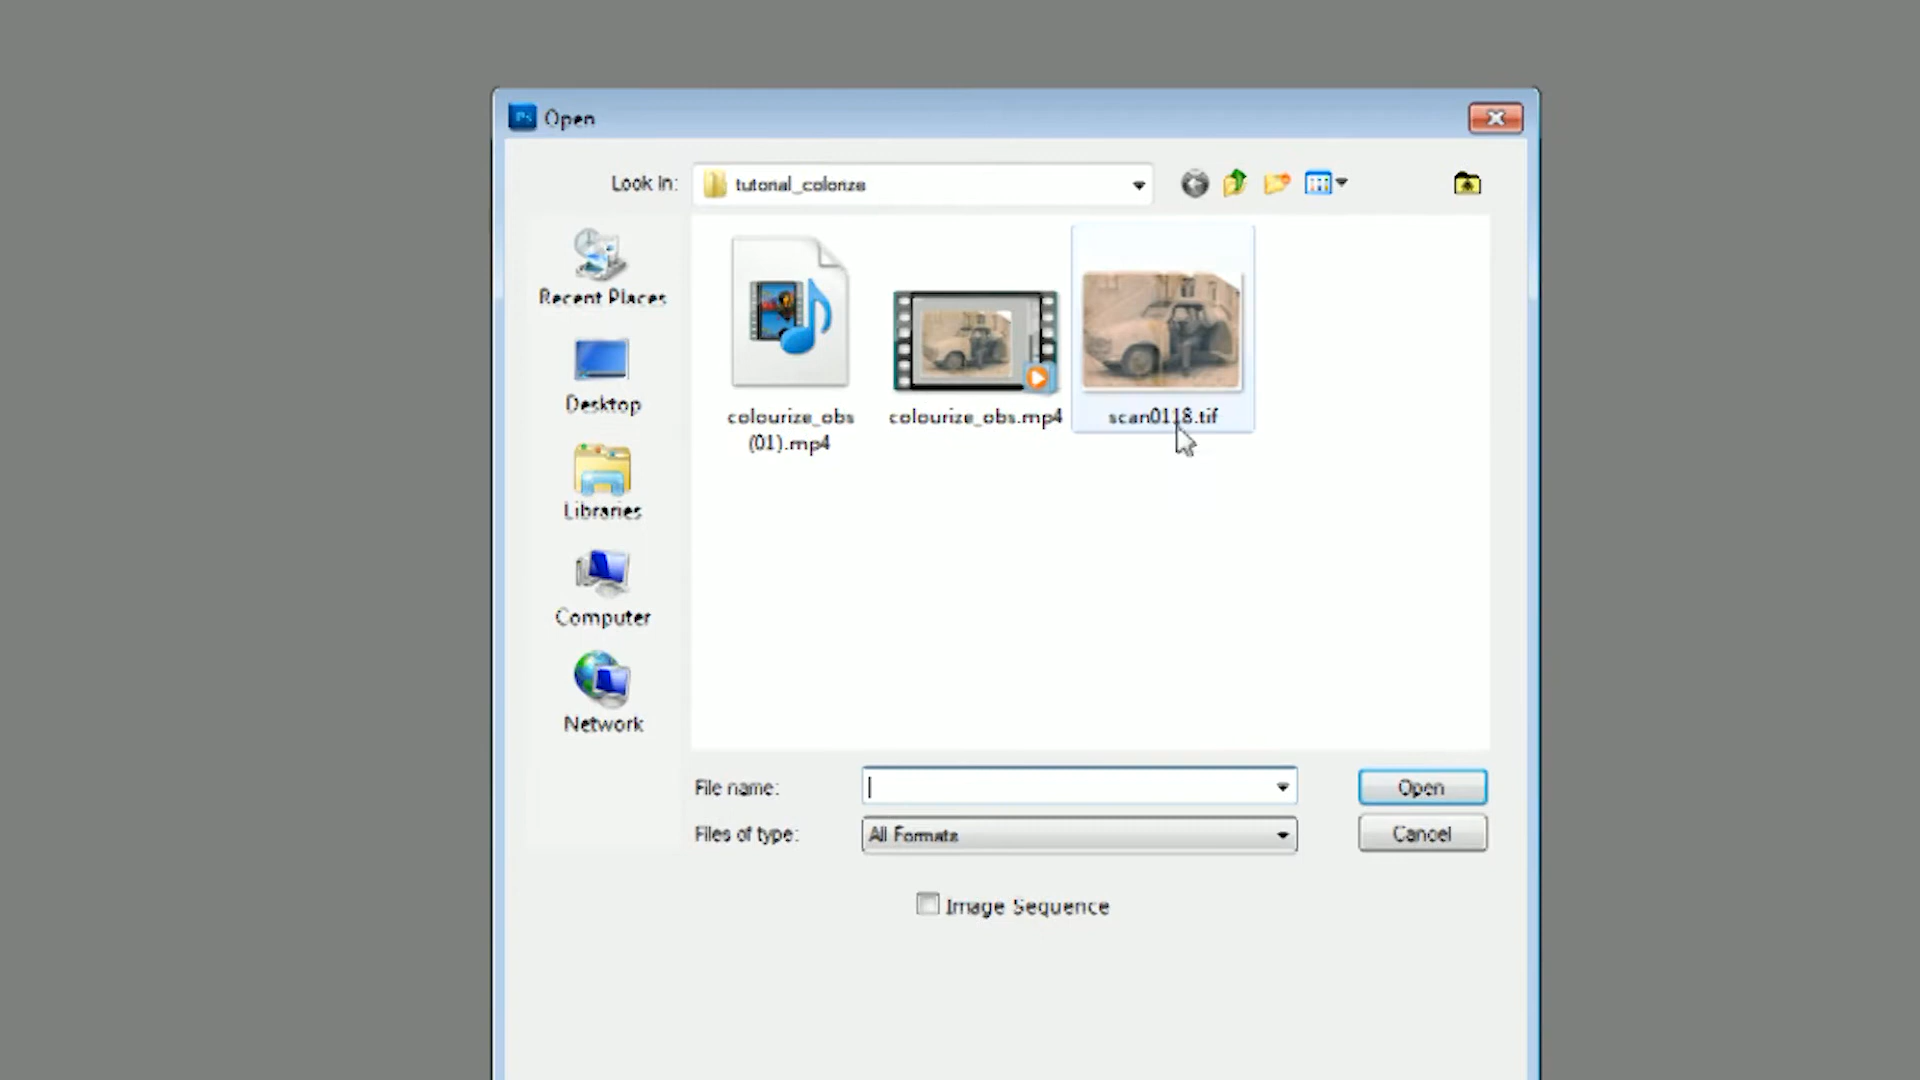 Ps Open
Look in: tutorial_colorize
Recent Places
Desktop
Libraries
Computer
Network
colourize_obs
(01).mp4
colourize_obs.mp4
scan0118.tif
File name:
Open
Files of type: All Formats
Cancel
Image Sequence